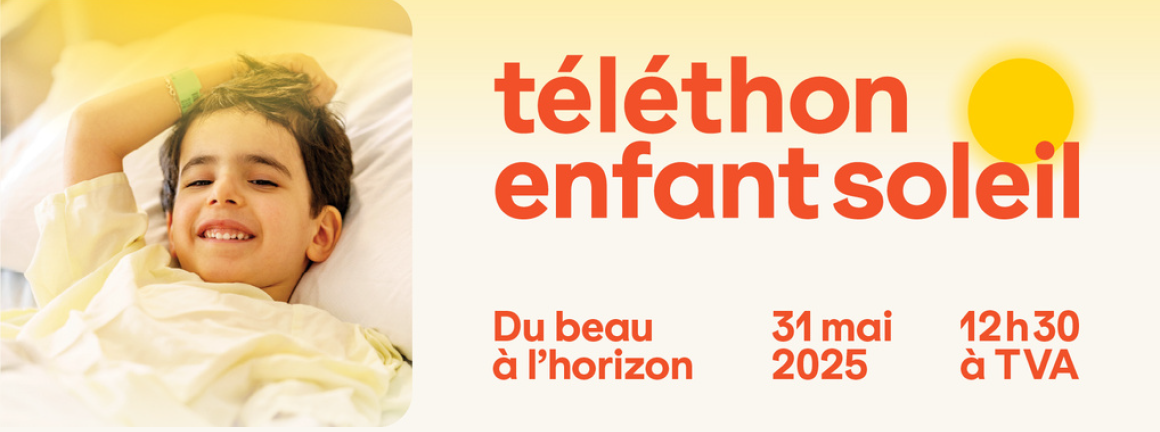 téléthon
enfant soleil
Du beau
à l'horizon
31 mai
2025
12 h 30
à TVA